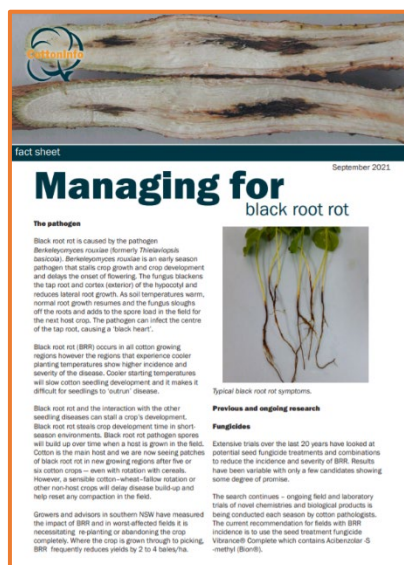 CottonInfo
fact sheet
September 2021
Managing for
black root rot
The pathogen
Black root rot is caused by the pathogen
Berkeleyomyces rouxiae (formerly Thielaviopsis
basicola). Berkeleyomyces is an early season
pathogen that stalls crop growth and crop development
and delays the onset of flowering. The fungus blackens
the tap root and cortex (exterior) of the hypocotyl and
reduces lateral root growth. As soil temperatures warm,
normal root growth resumes and the fungus sloughs
off the roots and adds to the spore load in the field for
the next host crop. The pathogen can infect the centre
of the tap root, causing a 'black heart'.
Black root rot (BRR) occurs in all cotton growing
regions however the regions that experience cooler
planting temperatures show higher incidence and
severity of the disease. Cooler starting temperatures
will slow cotton seedling development and it makes it
difficult for seedlings to 'outrun' disease.
Black root rot and the interaction with the other
seedling diseases can stall a crop's development.
Black root rot steals crop development time in short-
season environments. Black root rot pathogen spores
will build up over time when a host is grown in the field.
Cotton is the main host and we are now seeing patches
of black root rot in new growing regions after five or
six cotton crops — even with rotation with cereals.
However, a sensible cotton–wheat–fallow rotation or
other non-host crops will delay disease build-up and
help reset any compaction in the field.
Growers and advisors in southern NSW have measured
the impact of BRR and in worst-affected fields it is
necessitating re-planting or abandoning the crop
completely. Where the crop is grown through to picking,
BRR frequently reduces yields by 2 to 4 bales/ha.
Typical black root rot symptoms.
Previous and ongoing research
Fungicides
Extensive trials over the last 20 years have looked at
potential seed fungicide treatments and combinations
to reduce the incidence and severity of BRR. Results
have been variable with only a few candidates showing
some degree of promise.
The search continues – ongoing field and laboratory
trials of novel chemistries and biological products is
being conducted each season by cotton pathologists.
The current recommendation for fields with BRR
incidence is to use the seed treatment fungicide
Vibrance® Complete which contains Acibenzolar -S
-methyl (Bion®).